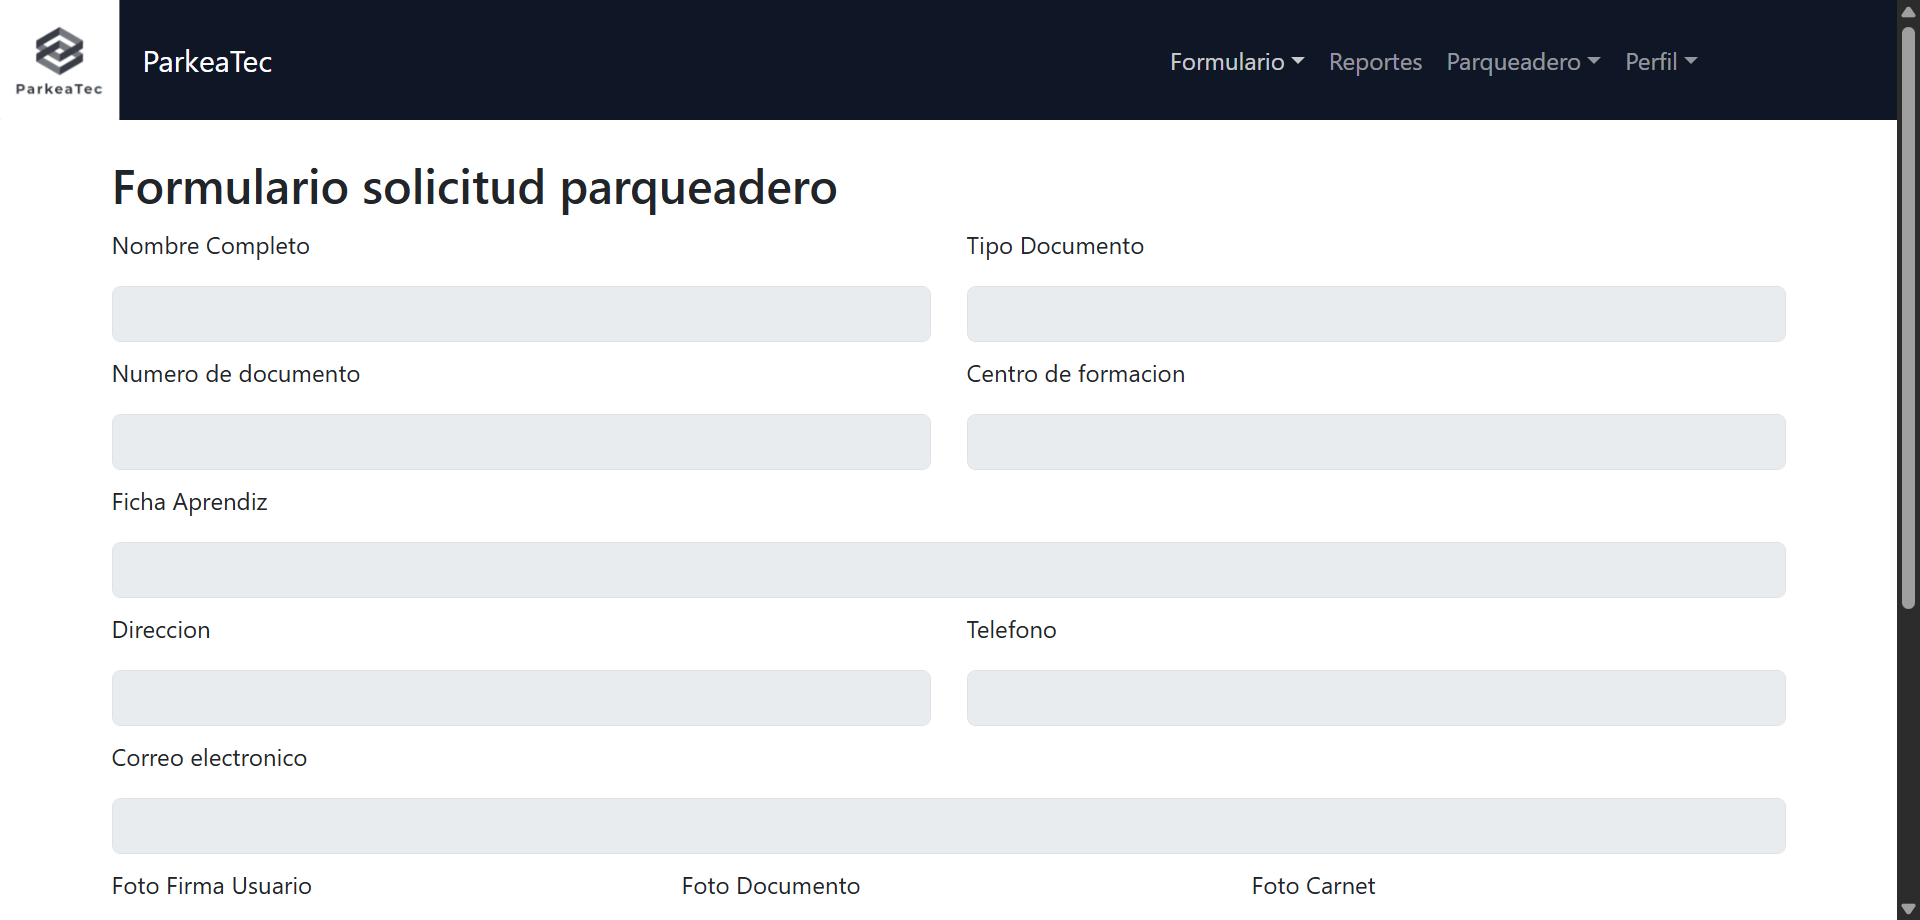 ParkeaTec
ParkeaTec
Formulario
Reportes
Parqueadero
Perfil
Formulario solicitud parqueadero
Nombre Completo
Tipo Documento
Numero de documento
Centro de formacion
Ficha Aprendiz
Direccion
Telefono
Correo electronico
Foto Firma Usuario
Foto Documento
Foto Carnet